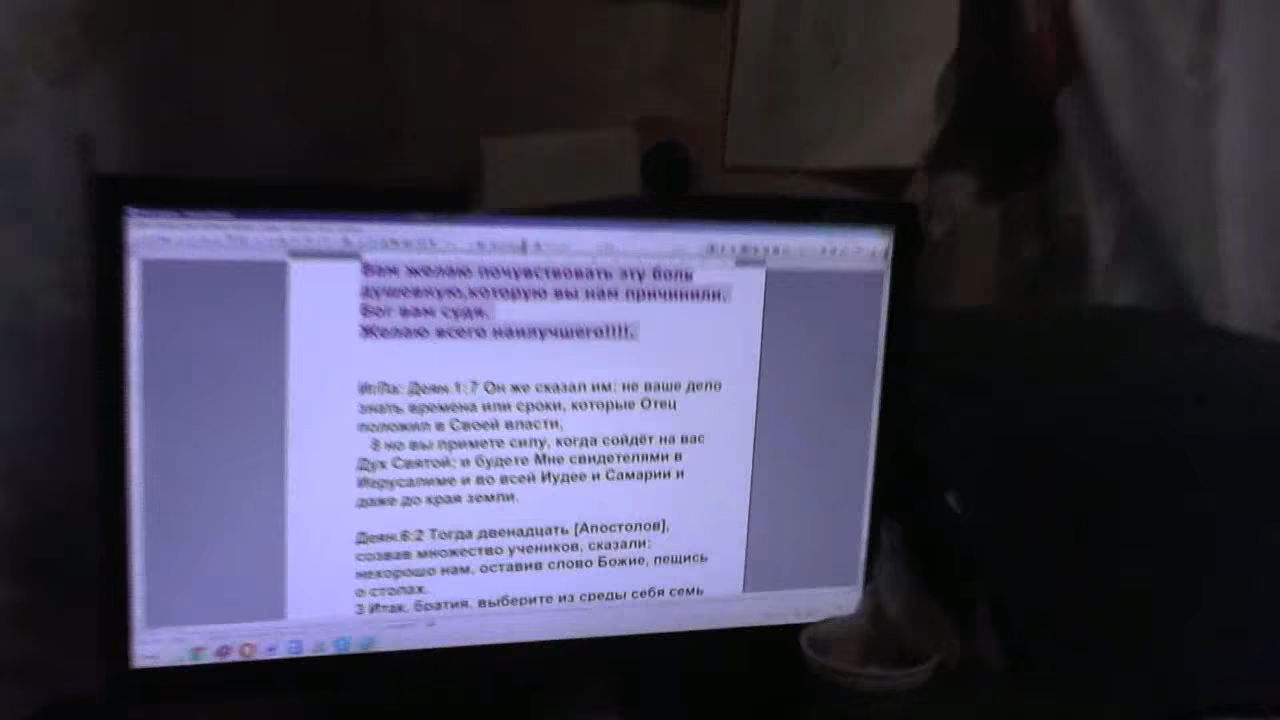 Вам желаю почувствовать эту боль
душевную,которую вы нам причинили.
Бог вам судя.
Желаю всего наилучшего!!!!.
Деян.1:7 Он же сказал им: не ваше дело
знать времена или сроки, которые Отец
положил в Своей власти,
8 но вы примете силу, когда сойдёт на вас
Дух Святой; и будете Мне свидетелями в
Иерусалиме и во всей Иудее и Самарии и
даже до края земли.
Деян.6:2 Тогда двенадцать [Апостолов],
созвав множество учеников, сказали:
нехорошо нам, оставив слово Божие, пещись
о столах.
3 Итак, братия, выберите из среды себя семь